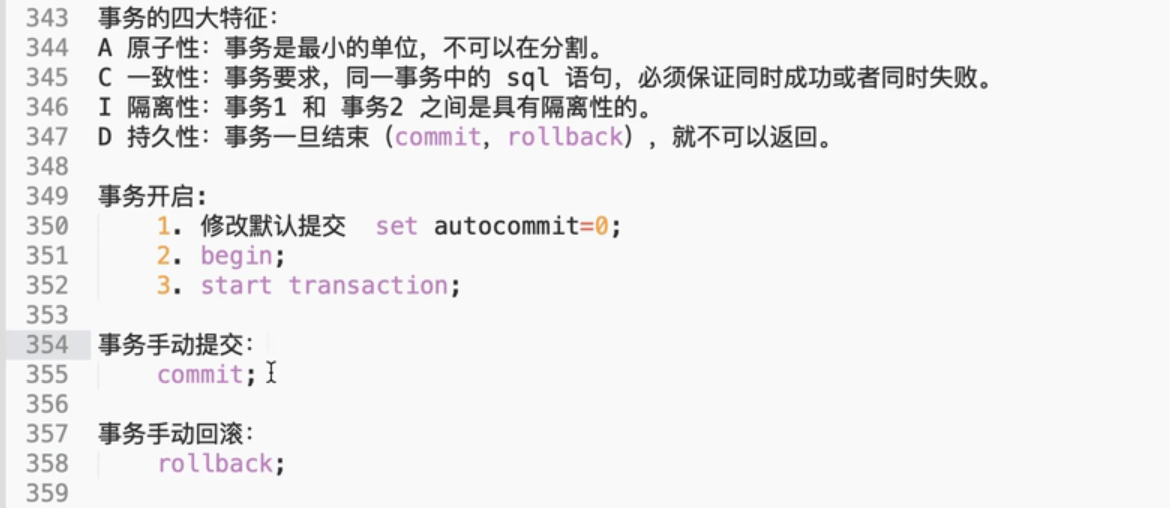 343 事务的四大特征：
344 A 原子性：事务是最小的单位，不可以在分割。
345 C 一致性：事务要求，同一事务中的 sql 语句，必须保证同时成功或者同时失败。
346 I 隔离性：事务1 和 事务2 之间是具有隔离性的。
347 D 持久性：事务一旦结束（commit, rollback），就不可以返回。
348
349 事务开启：
350 1. 修改默认提交 set autocommit=0;
351 2. begin;
352 3. start transaction;
353
354 事务手动提交：
355 commit;
356
357 事务手动回滚：
358 rollback;
359